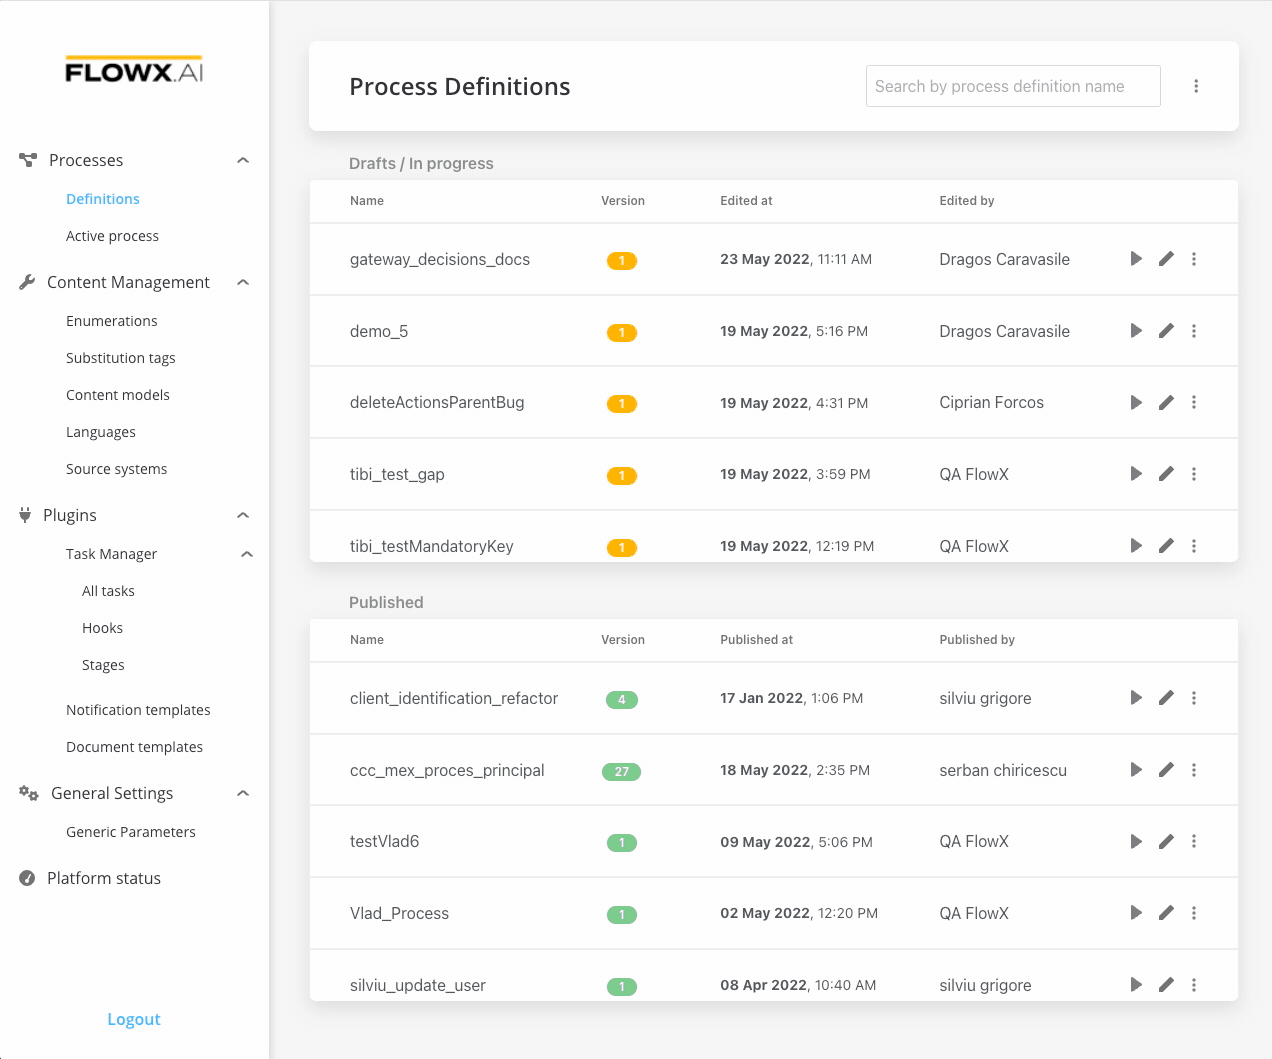 FLOWX.AI
Processes
Definitions
Active process
Content Management
Enumerations
Substitution tags
Content models
Languages
Source systems
Plugins
Task Manager
All tasks
Hooks
Stages
Notification templates
Document templates
General Settings
Generic Parameters
Platform status
Logout
Process Definitions
Search by process definition name
Drafts / In progress
Name Version Edited at Edited by
gateway_decisions_docs 1 23 May 2022, 11:11 AM Dragos Caravasile
demo_5 1 19 May 2022, 5:16 PM Dragos Caravasile
deleteActionsParentBug 1 19 May 2022, 4:31 PM Ciprian Forcos
tibi_test_gap 1 19 May 2022, 3:59 PM QA FlowX
tibi_testMandatoryKey 1 19 May 2022, 12:19 PM QA FlowX
Published
Name Version Published at Published by
client_identification_refactor 4 17 Jan 2022, 1:06 PM silviu grigore
ccc_mex_proces_principal 27 18 May 2022, 2:35 PM serban chiricescu
testVlad6 1 09 May 2022, 5:06 PM QA FlowX
Vlad_Process 1 02 May 2022, 12:20 PM QA FlowX
silviu_update_user 1 08 Apr 2022, 10:40 AM silviu grigore